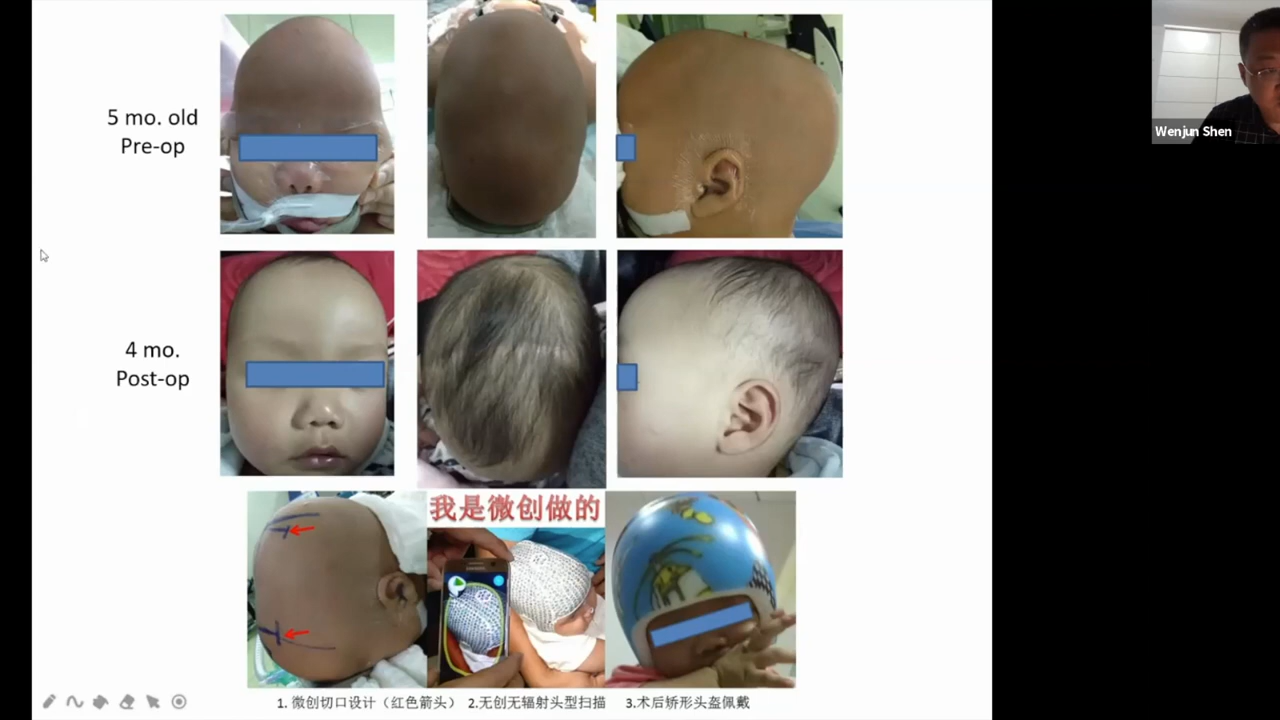 5 mo. old
Pre-op
Wenjun Shen
4 mo.
Post-op
我是微创做的
1. 微创切口设计（红色箭头） 2.无创无辐射头型扫描 3.术后矫形头盔佩戴